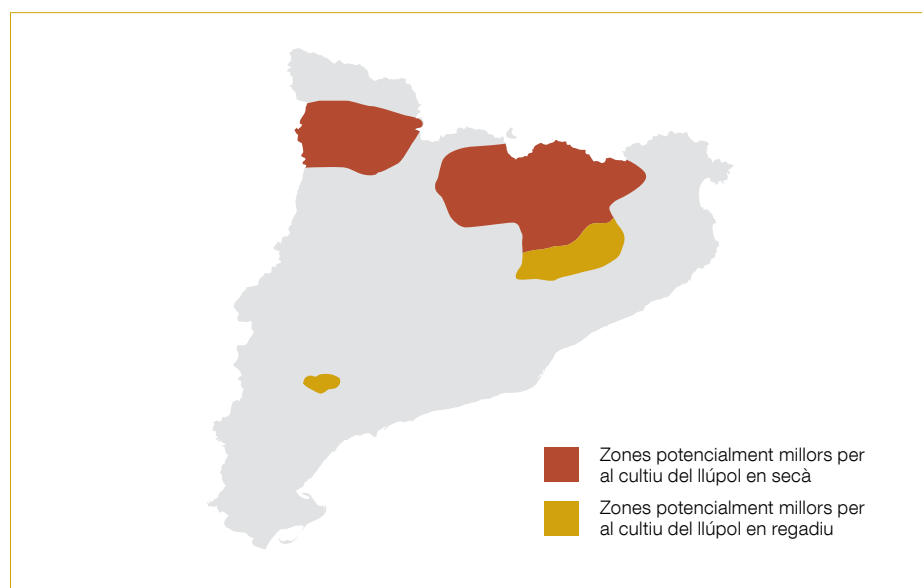 Zones potencialment millors per
al cultiu del llúpol en secà
Zones potencialment millors per
al cultiu del llúpol en regadiu